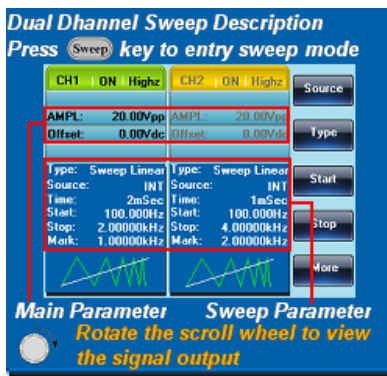 Dual Dhannel Sweep Description
Press Sweep key to entry sweep mode
CH1 ON Highz CH2 ON Highz Source
AMPL: 20.00Vpp AMPL: 20.00Vpp
Offset: 0.00Vdc Offset: 0.00Vdc Type
Type: Sweep Linear Type: Sweep Linear
Source: INT Source: INT Start
Time: 2mSec Time: 1mSec
Start: 100.000Hz Start: 100.000Hz
Stop: 2.00000kHz Stop: 4.00000kHz Stop
Mark: 1.00000kHz Mark: 2.00000kHz
More
Main Parameter Sweep Parameter
Rotate the scroll wheel to view
the signal output